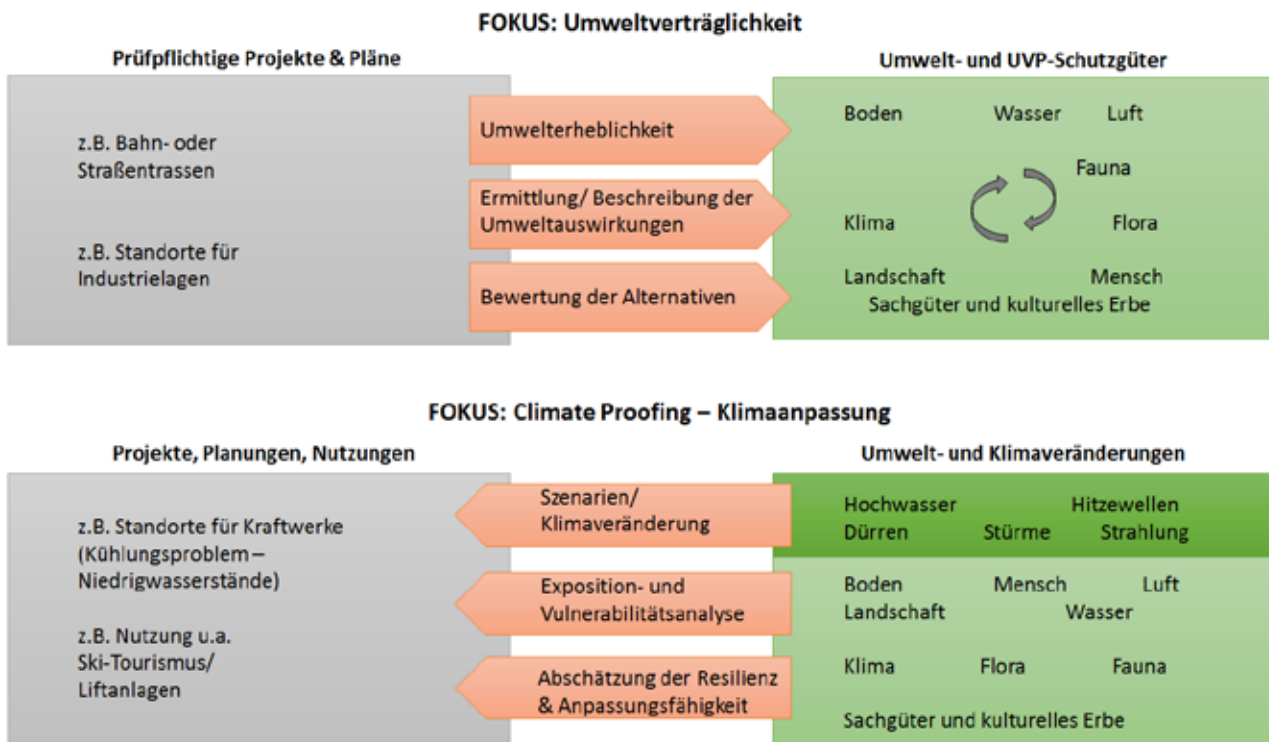 FOKUS: Umweltverträglichkeit
Prüfpflichtige Projekte & Pläne
z.B. Bahn- oder
Straßentrassen
z.B. Standorte für
Industrielagen
Umwelterheblichkeit
Ermittlung/ Beschreibung der
Umweltauswirkungen
Bewertung der Alternativen
Umwelt- und UVP-Schutzgüter
Boden Wasser Luft
Fauna
Klima Flora
Landschaft Mensch
Sachgüter und kulturelles Erbe
FOKUS: Climate Proofing – Klimaanpassung
Projekte, Planungen, Nutzungen
z.B. Standorte für Kraftwerke
(Kühlungsproblem –
Niedrigwasserstände)
z.B. Nutzung u.a.
Ski-Tourismus/
Liftanlagen
Szenarien/
Klimaveränderung
Exposition- und
Vulnerabilitätsanalyse
Abschätzung der Resilienz
& Anpassungsfähigkeit
Umwelt- und Klimaveränderungen
Hochwasser Hitzewellen
Dürren Stürme Strahlung
Boden Mensch Luft
Landschaft Wasser
Klima Flora Fauna
Sachgüter und kulturelles Erbe